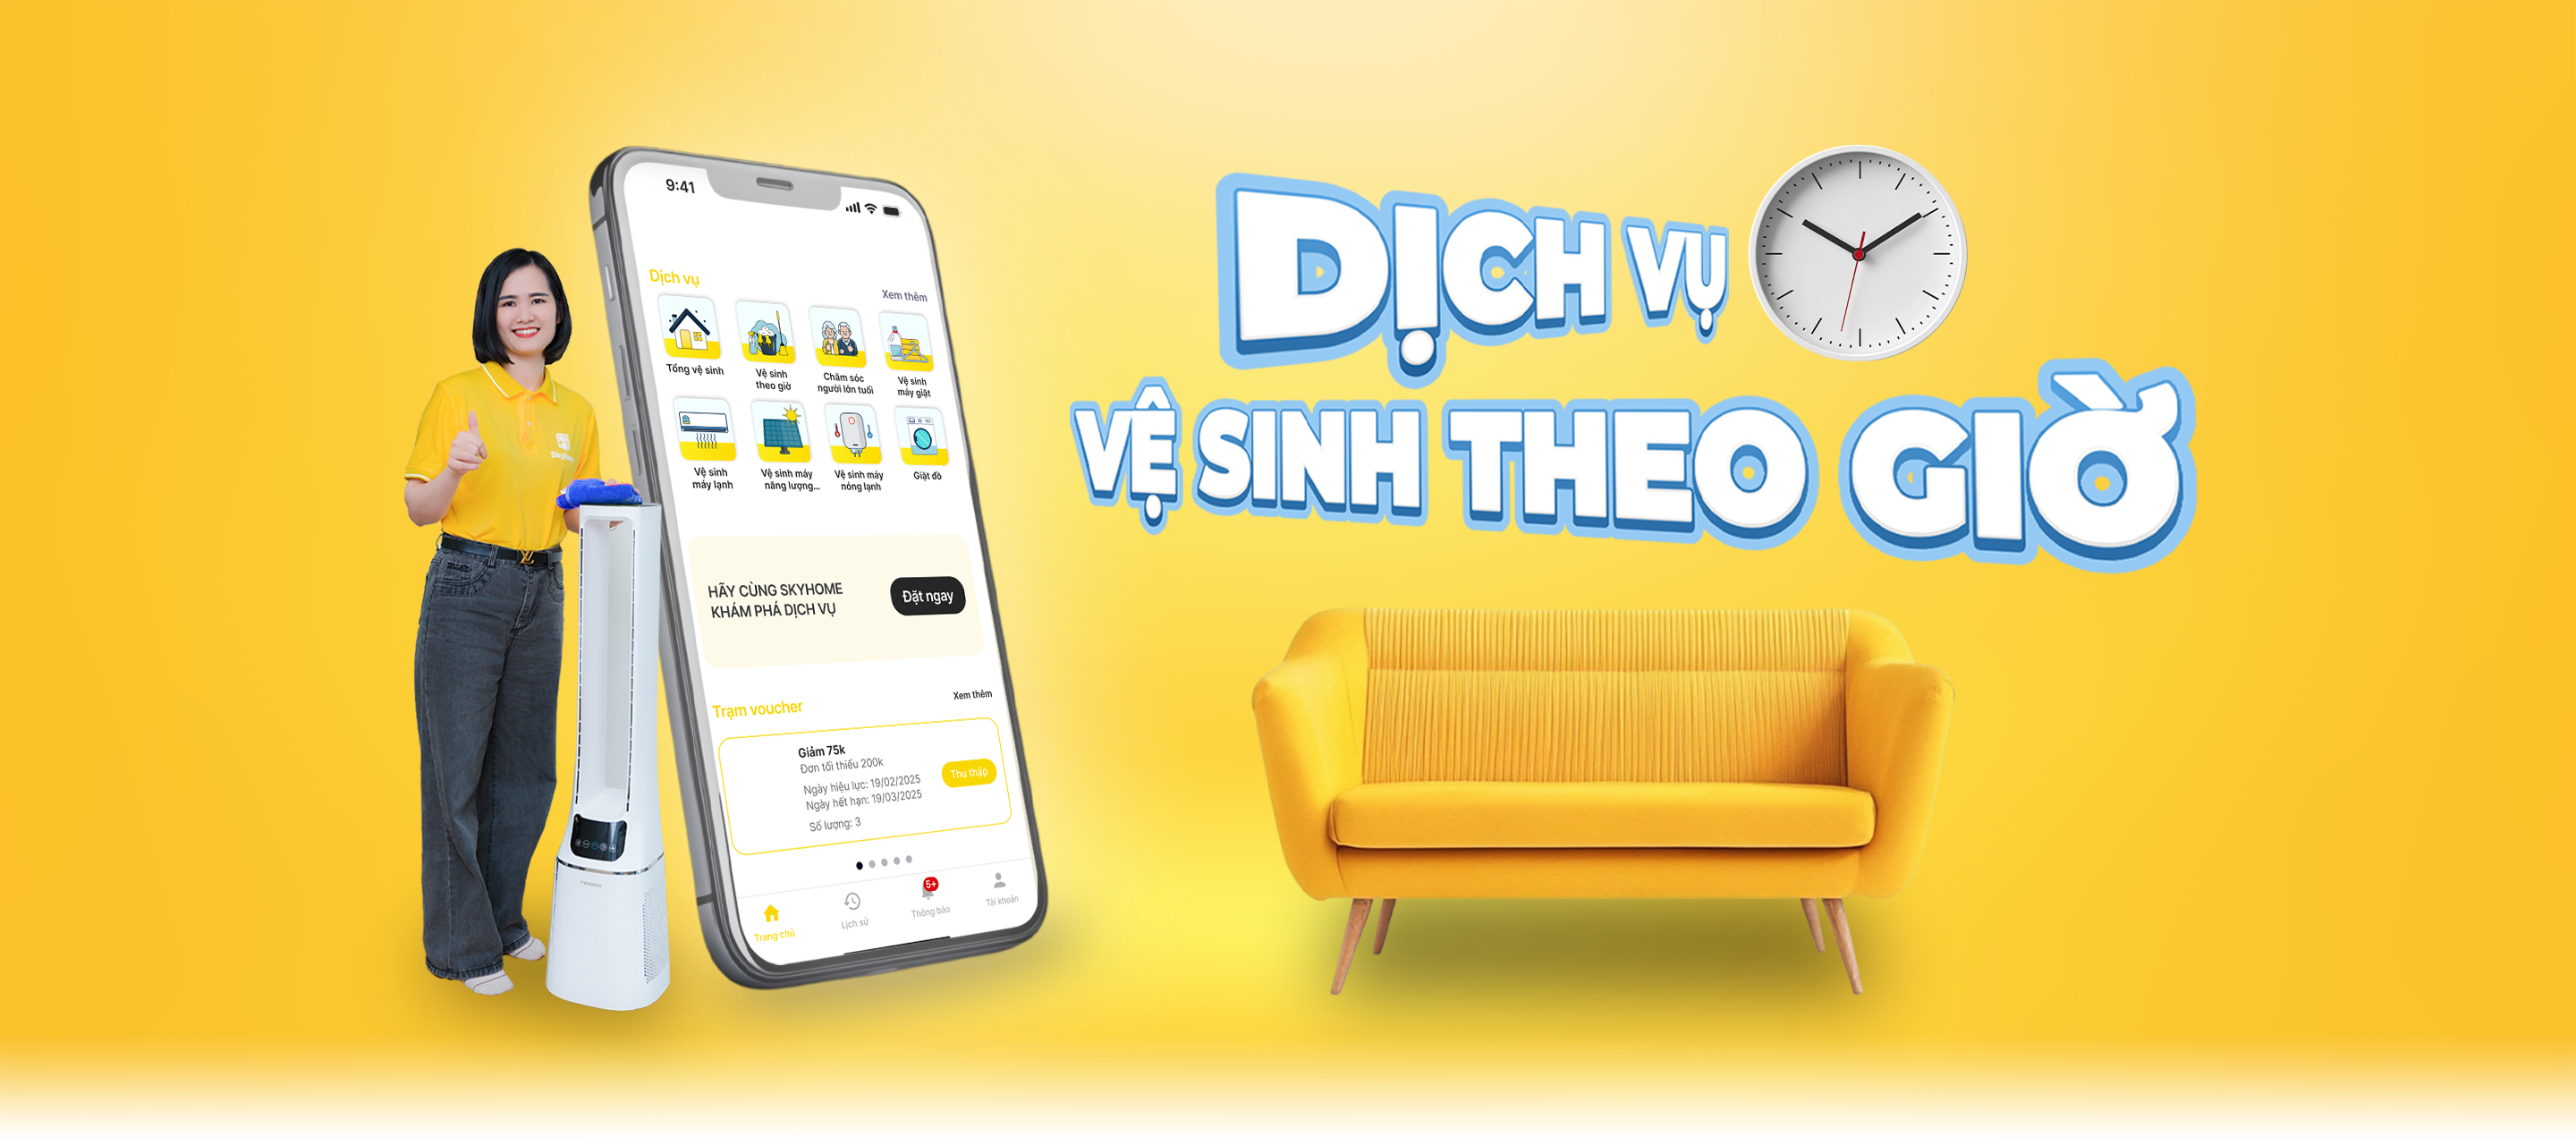 DỊCH VỤ
VỆ SINH THEO GIỜ
9:41
Dịch vụ
Xem thêm
Tổng vệ sinh
Vệ sinh
theo giờ
Chăm sóc
người lớn tuổi
Vệ sinh
máy giặt
Vệ sinh
máy lạnh
Vệ sinh máy
năng lượng...
Vệ sinh máy
nóng lạnh
Giặt đồ
HÃY CÙNG SKYHOME
KHÁM PHÁ DỊCH VỤ
Đặt ngay
Trạm voucher
Xem thêm
Giảm 75k
Đơn tối thiểu 200k
Ngày hiệu lực: 19/02/2025
Ngày hết hạn: 19/03/2025
Số lượng: 3
Thu thập
5+
Trang chủ
Lịch sử
Thông báo
Tài khoản